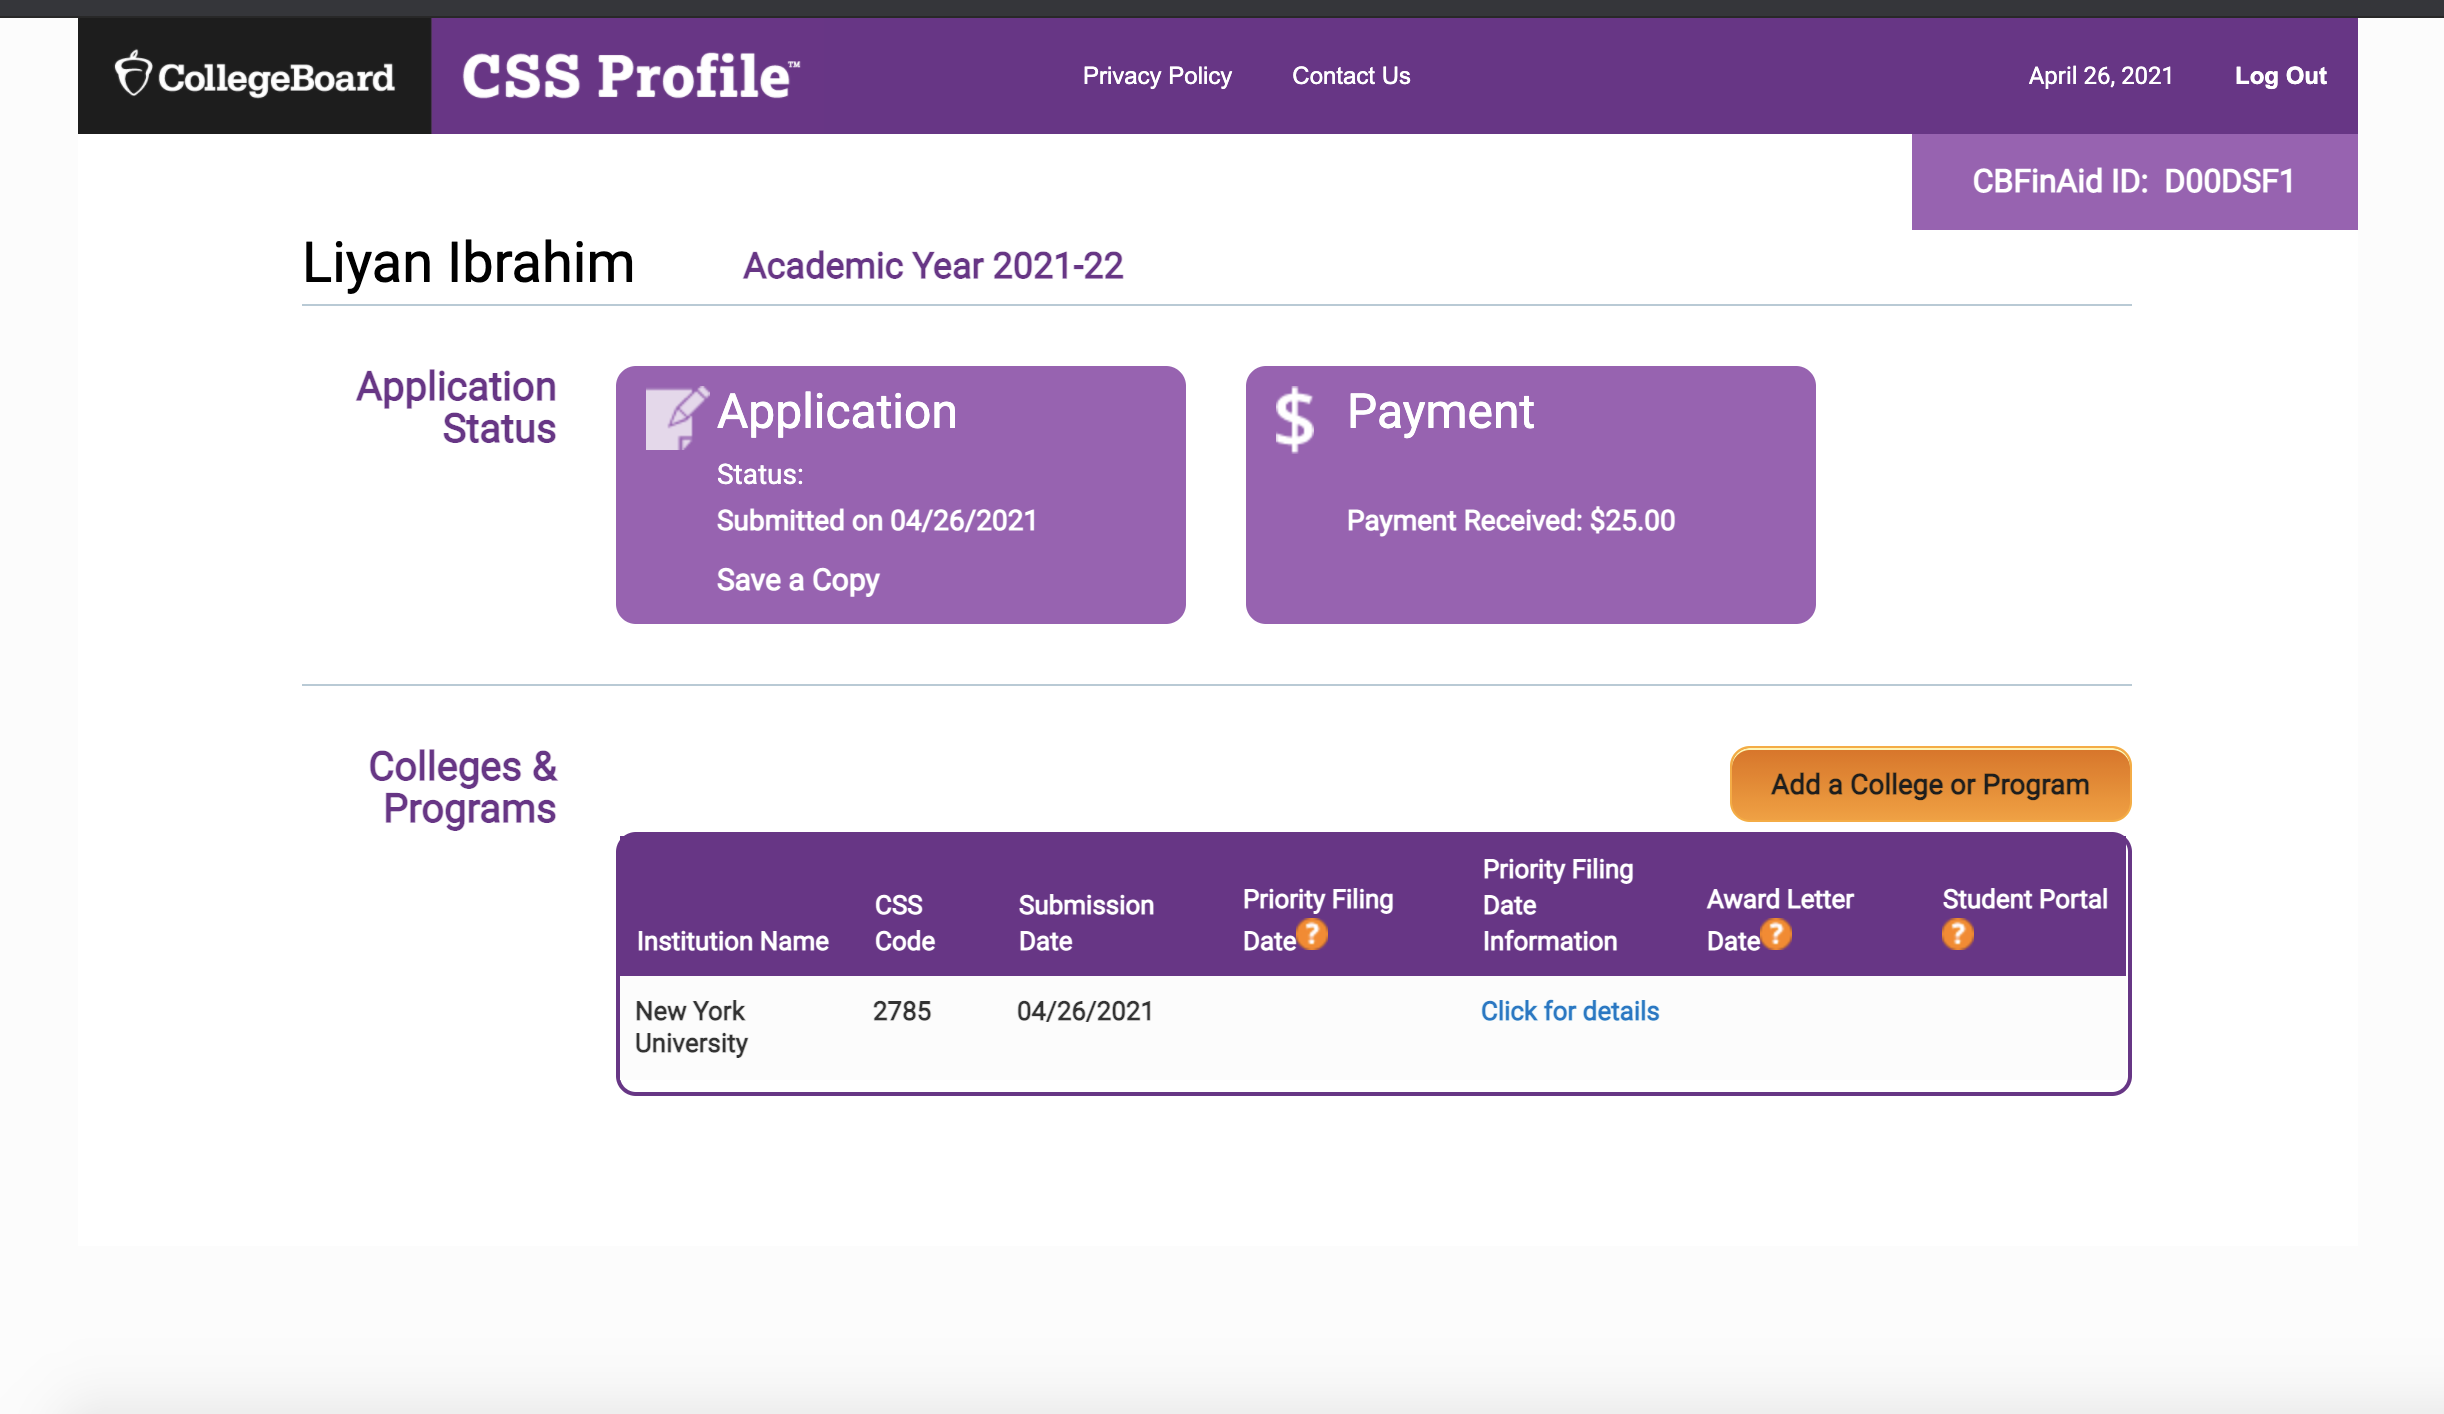 CollegeBoard
CSS Profile™
Privacy Policy
Contact Us
April 26, 2021
Log Out
CBFinAid ID: D00DSF1
Liyan Ibrahim
Academic Year 2021-22
Application
Status
Application
Status:
Submitted on 04/26/2021
Save a Copy
$ Payment
Payment Received: $25.00
Colleges &
Programs
Add a College or Program
Institution Name
CSS
Code
Submission
Date
Priority Filing
Date ?
Priority Filing
Date
Information
Award Letter
Date ?
Student Portal
?
New York
University
2785
04/26/2021
Click for details